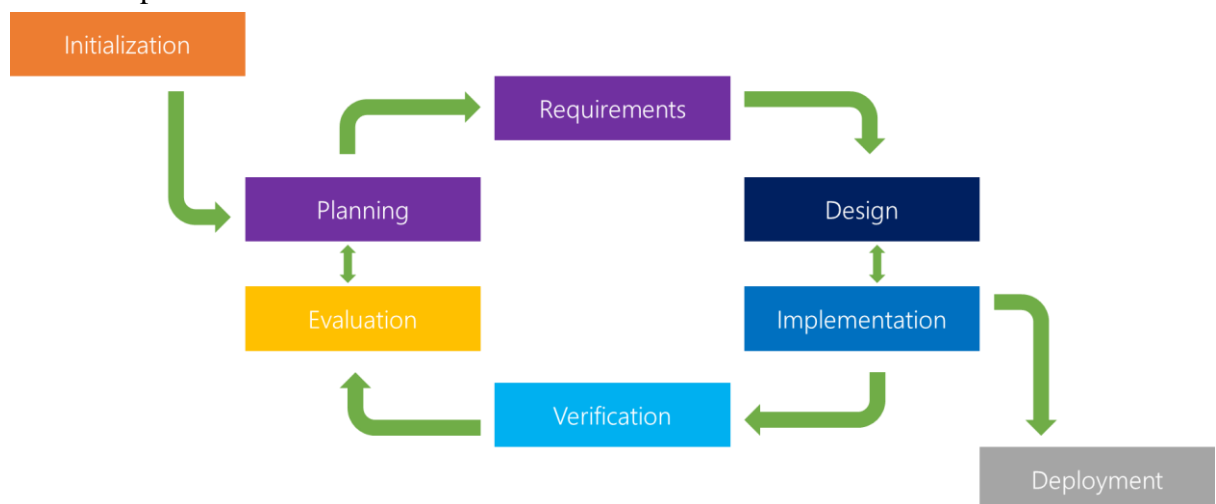 Initialization
Requirements
Planning
Design
Evaluation
Implementation
Verification
Deployment